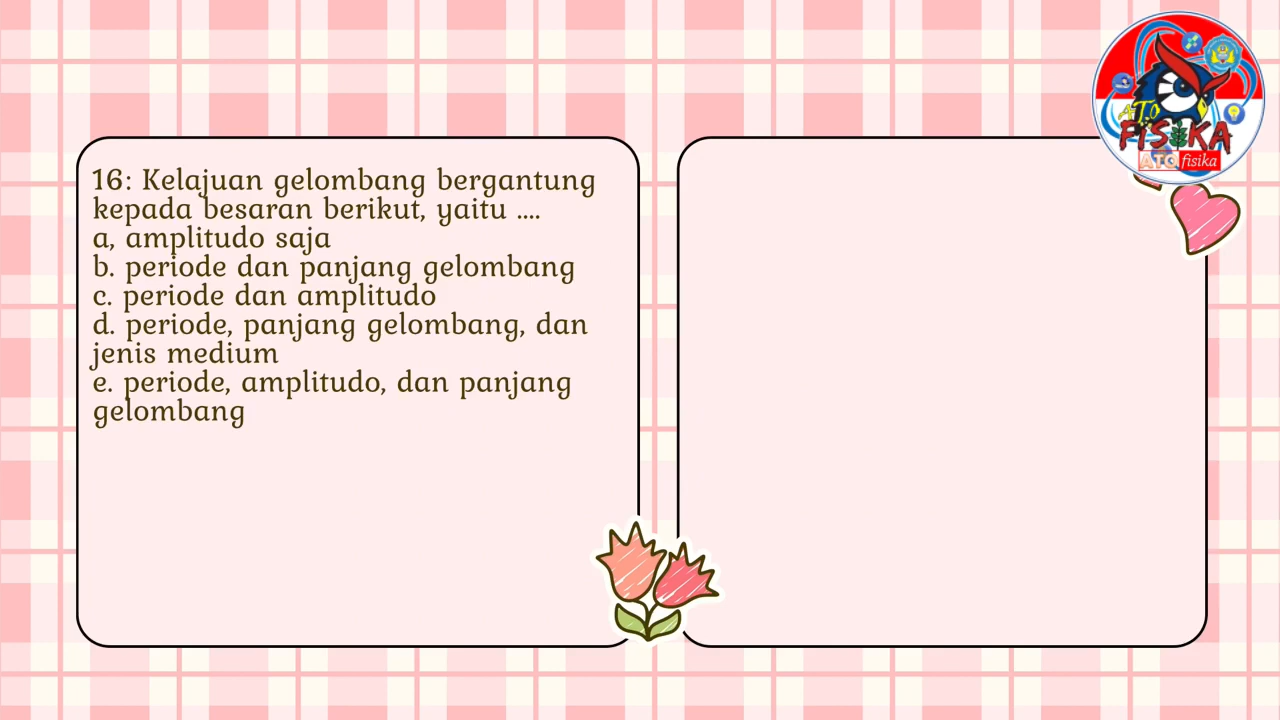 16: Kelajuan gelombang bergantung
kepada besaran berikut, yaitu ....
a, amplitudo saja
b. periode dan panjang gelombang
c. periode dan amplitudo
d. periode, panjang gelombang, dan
jenis medium
e. periode, amplitudo, dan panjang
gelombang
ATO
FISIKA
ATO fisika